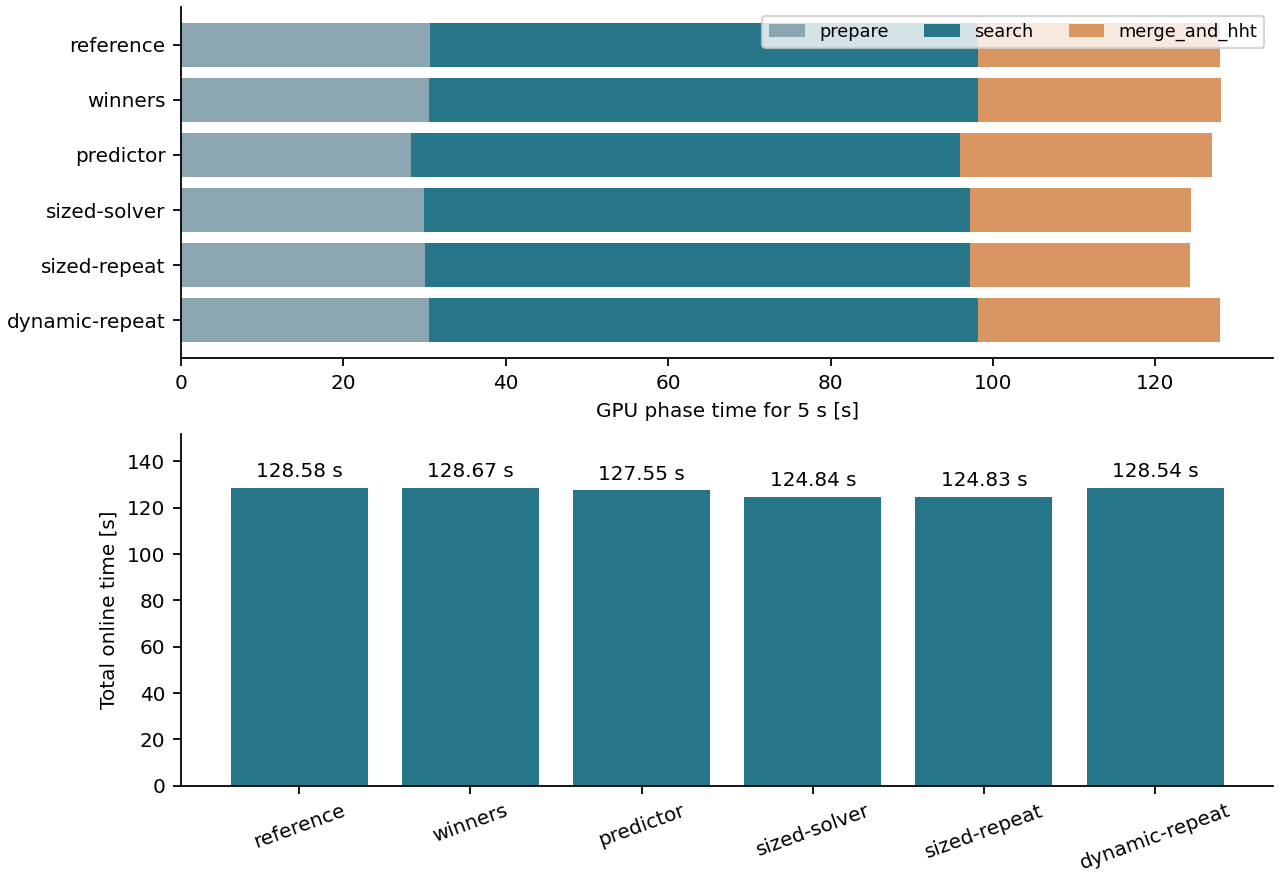 prepare search merge_and_hht
reference
winners
predictor
sized-solver
sized-repeat
dynamic-repeat
0 20 40 60 80 100 120
GPU phase time for 5 s [s]
Total online time [s]
140
120
100
80
60
40
20
0
128.58 s 128.67 s 127.55 s 124.84 s 124.83 s 128.54 s
reference winners predictor sized-solver sized-repeat dynamic-repeat